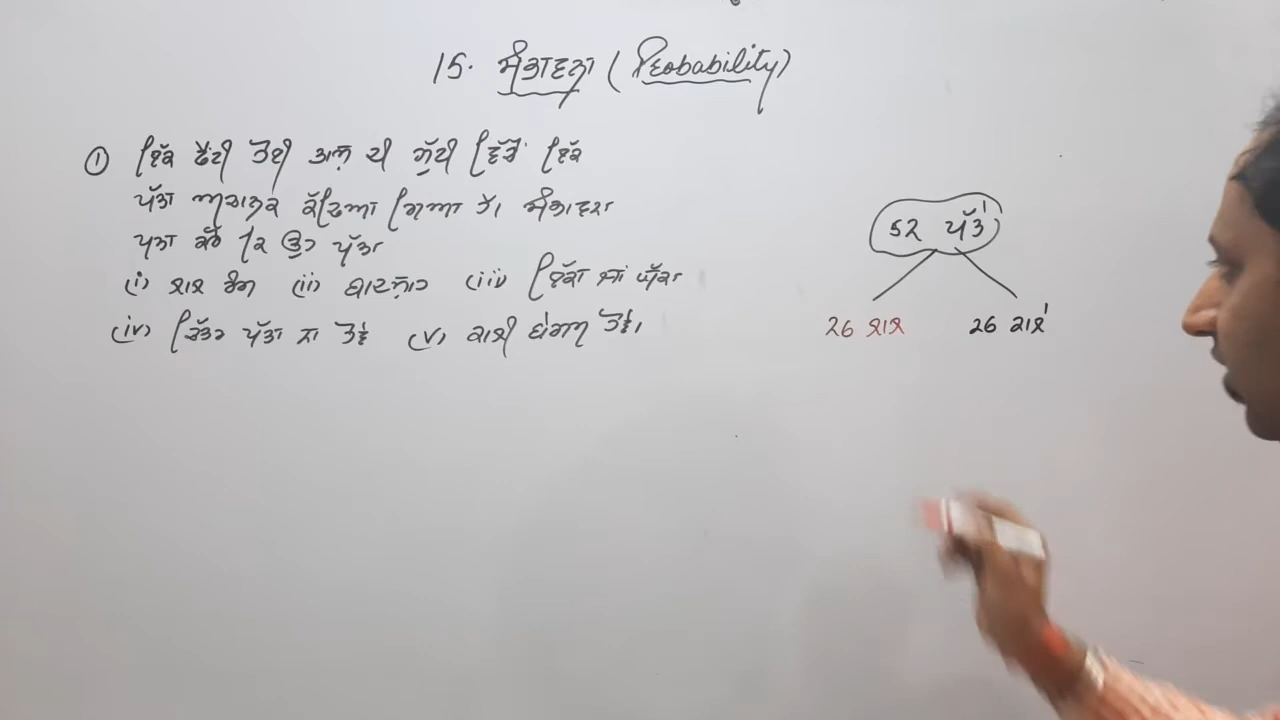 15. ਸੰਭਾਵਨਾ (Probability)
① ਇੱਕ ਫੈਂਟੀ ਹੋਈ ਤਾਸ਼ ਦੀ ਗੁੱਟੀ ਵਿੱਚੋਂ ਇੱਕ
ਪੱਤਾ ਅਚਾਨਕ ਕੱਢਿਆ ਗਿਆ ਹੈ। ਸੰਭਾਵਨਾ
ਪਤਾ ਕਰੋ ਕਿ ਉਹ ਪੱਤਾ
(i) ਲਾਲ ਰੰਗ (ii) ਬਾਦਸ਼ਾਹ (iii) ਇੱਕਾ ਜਾਂ ਯੱਕਾ
(iv) ਚਿੱਤਰ ਪੱਤਾ ਨਾ ਹੋਵੇ (v) ਕਾਲੀ ਬੇਗਮ ਹੋਵੇ।
52 ਪੱਤੇ
26 ਲਾਲ 26 ਕਾਲੇ